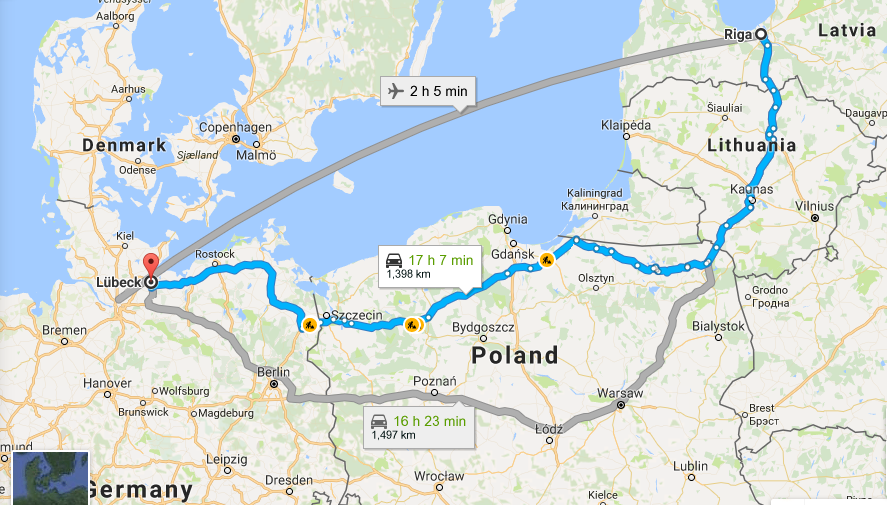 Aalborg
Riga
Latvia
Aarhus
2 h 5 min
Šiauliai
Daugavp
Copenhagen
Klaipėda
Denmark
Sjælland
Malmö
Lithuania
Odense
Kaliningrad
Калининград
Kaunas
Vilnius
Kiel
Gdynia
Rostock
Gdańsk
17 h 7 min
1,398 km
Lübeck
Olsztyn
Grodno
Гродна
Szczecin
Bremen
Bydgoszcz
Białystok
Poland
Berlin
Hanover
Wolfsburg
Poznań
Warsaw
Brunswick
Magdeburg
Brest
Брэст
16 h 23 min
1,497 km
Łódź
Leipzig
Lublin
Dresden
Wrocław
Germany
Kielce